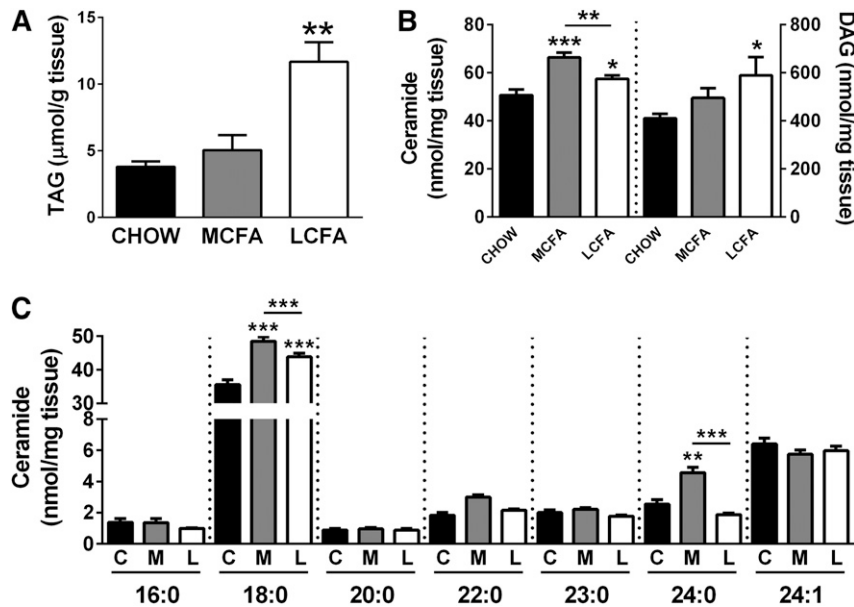 A
TAG (μmol/g tissue)
15
10
5
0
**
CHOW MCFA LCFA
B
Ceramide
(nmol/mg tissue)
80
60
40
20
0
**
***
*
*
CHOW
MCFA
LCFA
CHOW
MCFA
LCFA
800
600
400
200
0
DAG (nmol/mg tissue)
C
Ceramide
(nmol/mg tissue)
50
40
30
8
6
4
2
0
***
***
***
***
**
C M L C M L C M L C M L C M L C M L C M L
16:0 18:0 20:0 22:0 23:0 24:0 24:1